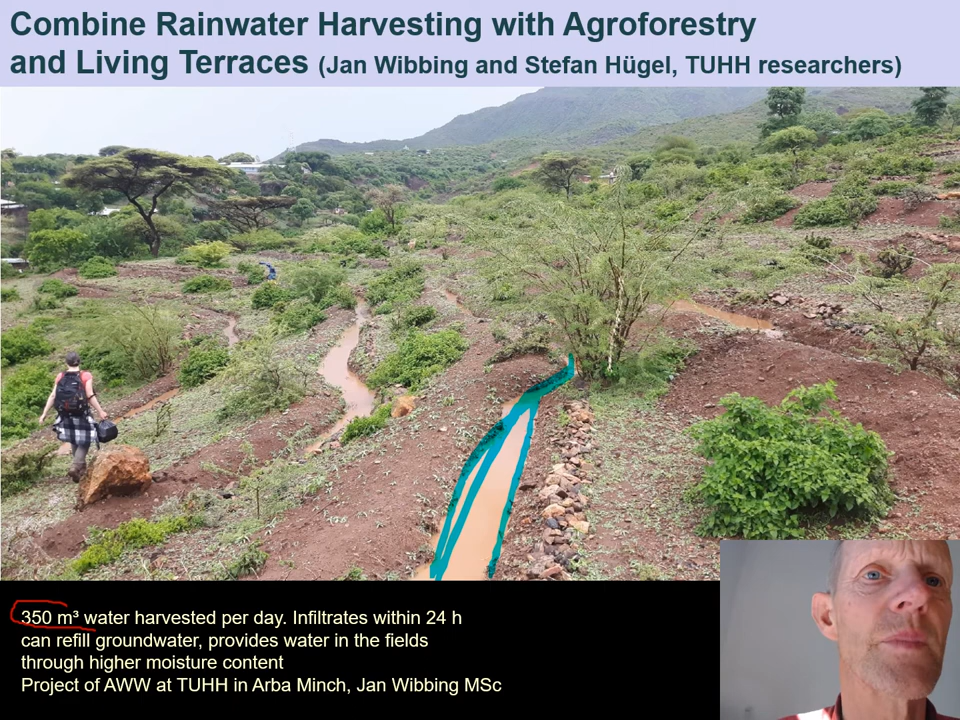 Combine Rainwater Harvesting with Agroforestry
and Living Terraces (Jan Wibbing and Stefan Hügel, TUHH researchers)
350 m³ water harvested per day. Infiltrates within 24 h
can refill groundwater, provides water in the fields
through higher moisture content
Project of AWW at TUHH in Arba Minch, Jan Wibbing MSc